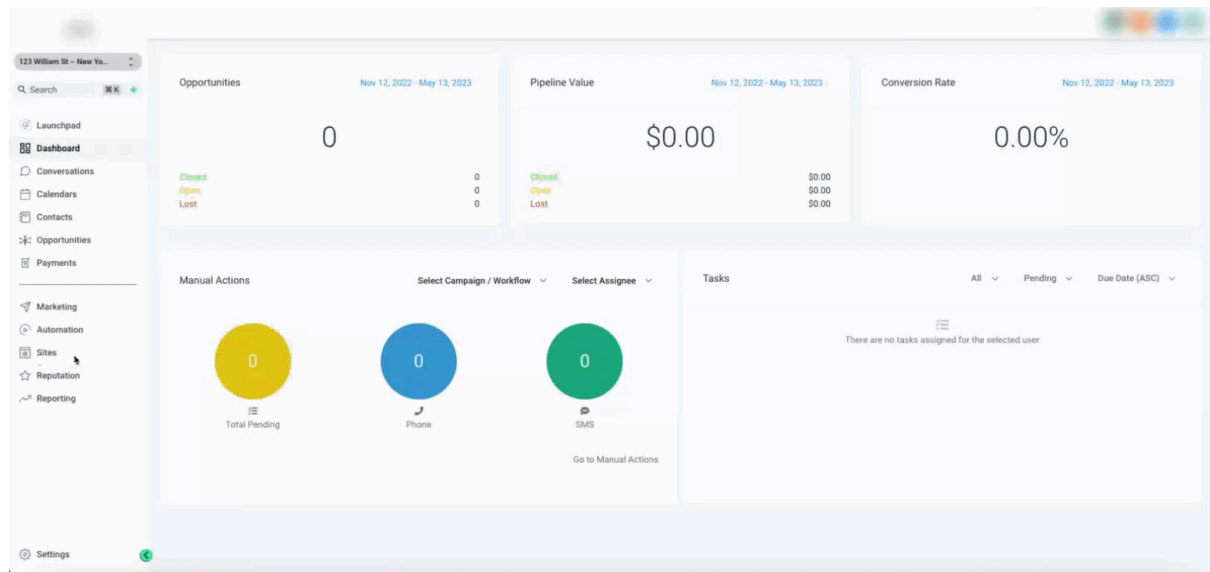 123 William St – New Yo...
Search ⌘ K
Launchpad
Dashboard
Conversations
Calendars
Contacts
Opportunities
Payments
Marketing
Automation
Sites
Reputation
Reporting
Settings
Opportunities Nov 12, 2022 - May 13, 2023
0
Closed 0
Open 0
Lost 0
Pipeline Value Nov 12, 2022 - May 13, 2023
$0.00
Closed $0.00
Open $0.00
Lost $0.00
Conversion Rate Nov 12, 2022 - May 13, 2023
0.00%
Manual Actions Select Campaign / Workflow Select Assignee
0 0 0
Total Pending Phone SMS
Go to Manual Actions
Tasks All Pending Due Date (ASC)
There are no tasks assigned for the selected user